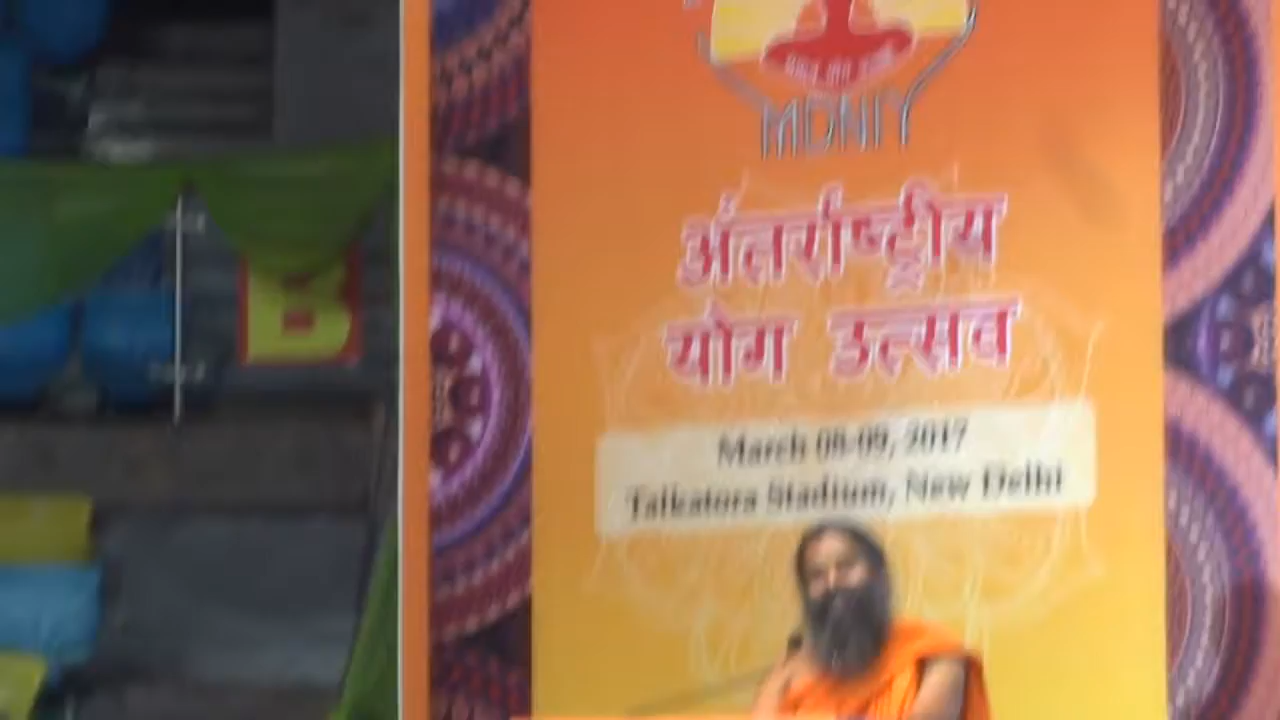 MDNIY
अंतर्राष्ट्रीय
योग उत्सव
March 08-09, 2017
Talkatora Stadium, New Delhi